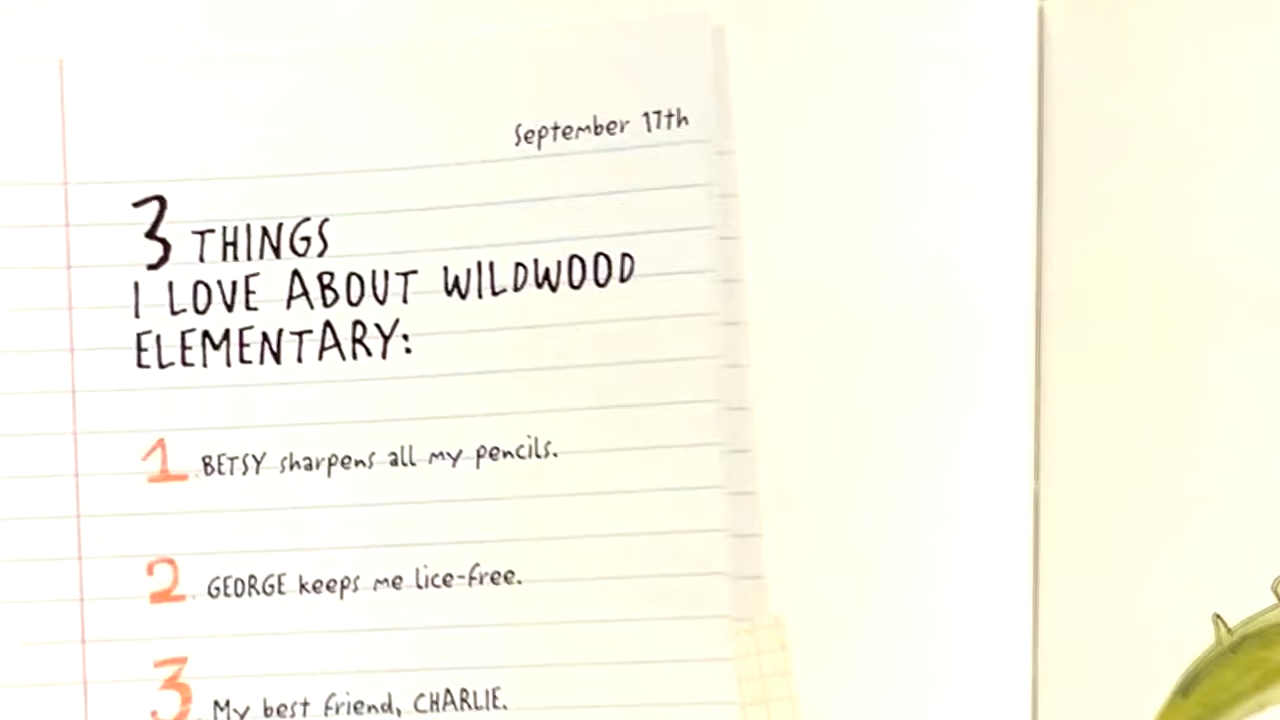 September 17th
3 THINGS
I LOVE ABOUT WILDWOOD
ELEMENTARY:
1. BETSY sharpens all my pencils.
2. GEORGE keeps me lice-free.
3. My best friend, CHARLIE.